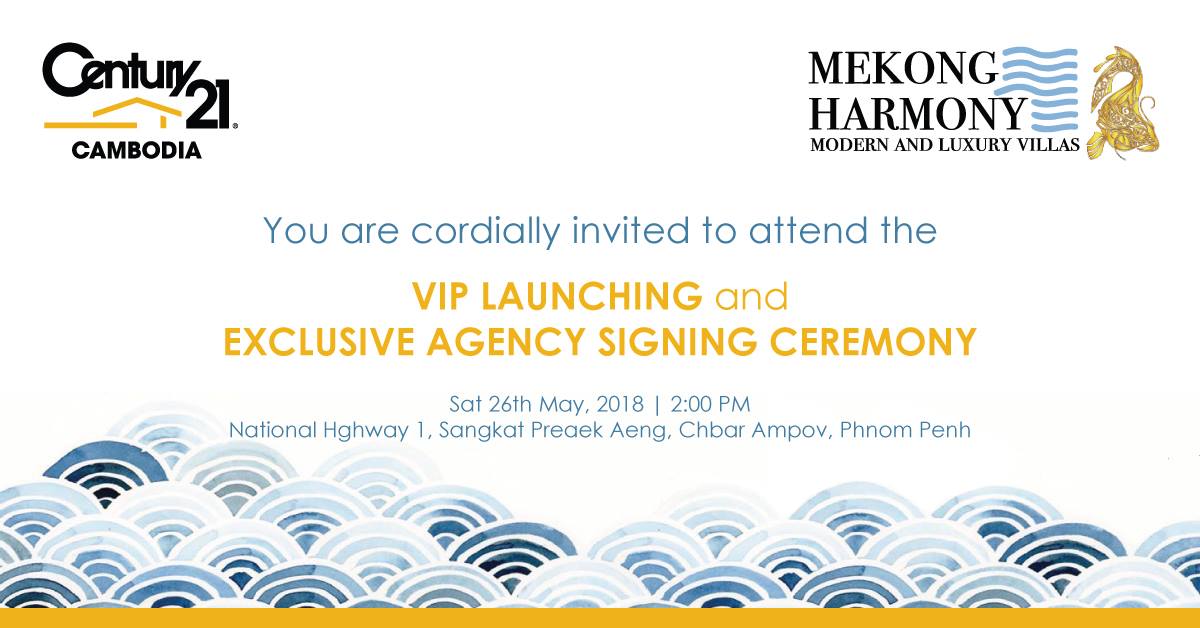 Century 21®
CAMBODIA
MEKONG
HARMONY
MODERN AND LUXURY VILLAS
You are cordially invited to attend the
VIP LAUNCHING and
EXCLUSIVE AGENCY SIGNING CEREMONY
Sat 26th May, 2018 | 2:00 PM
National Hghway 1, Sangkat Preaek Aeng, Chbar Ampov, Phnom Penh